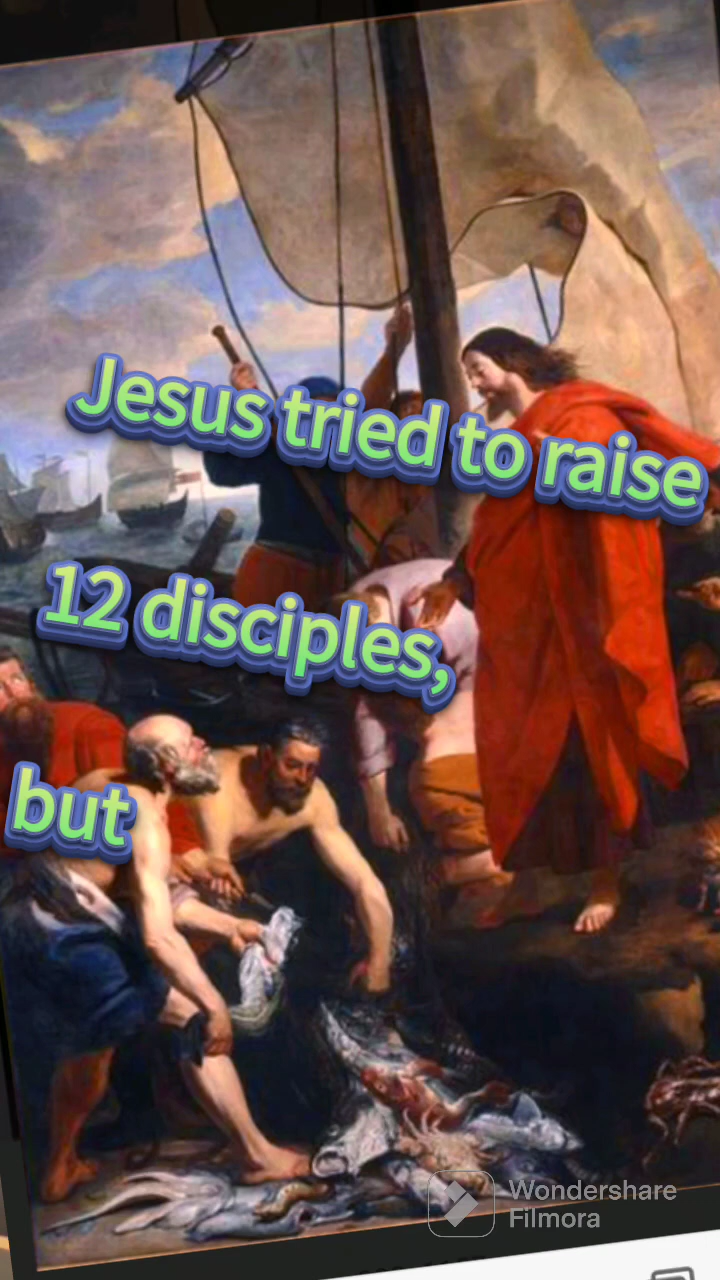 Jesus tried to raise
12 disciples,
but
Wondershare
Filmora